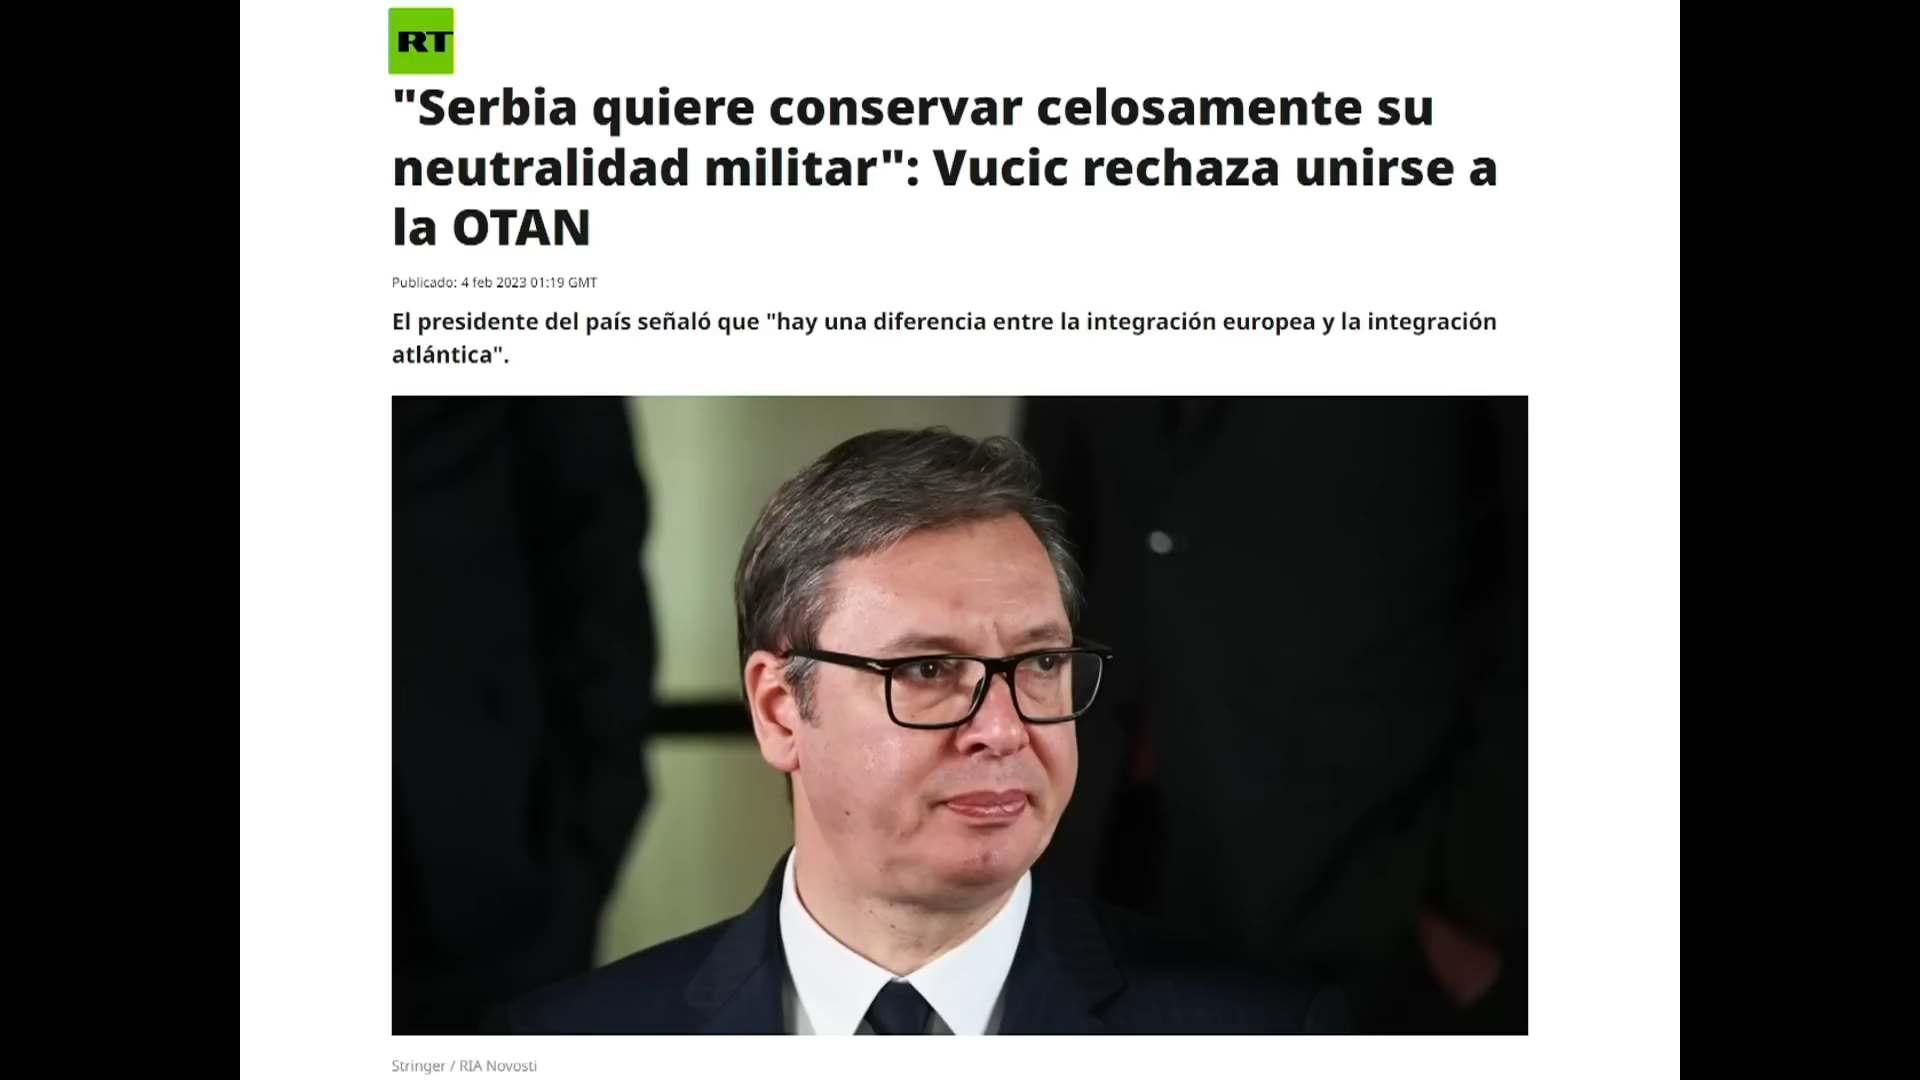 RT
"Serbia quiere conservar celosamente su
neutralidad militar": Vucic rechaza unirse a
la OTAN
Publicado: 4 feb 2023 01:19 GMT
El presidente del país señaló que "hay una diferencia entre la integración europea y la integración
atlántica".
Stringer / RIA Novosti